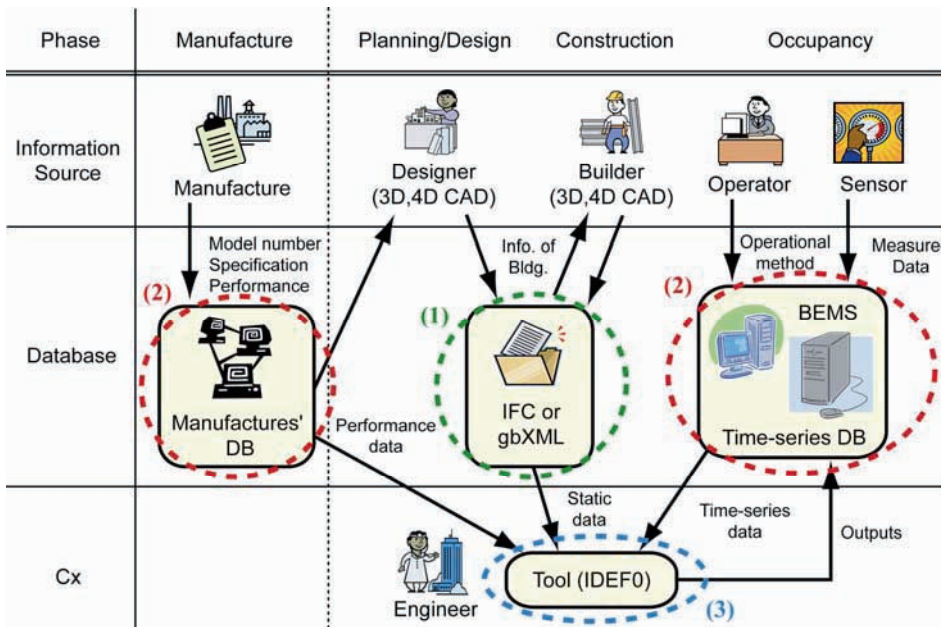 Phase
Manufacture
Planning/Design
Construction
Occupancy
Information
Source
Manufacture
Designer
(3D,4D CAD)
Builder
(3D,4D CAD)
Operator
Sensor
Database
Model number
Specification
Performance
Info. of
Bldg.
Operational
method
Measure
Data
(2)
Manufactures'
DB
(1)
IFC or
gbXML
(2)
BEMS
Time-series DB
Performance
data
Static
data
Time-series
data
Outputs
Cx
Engineer
Tool (IDEF0)
(3)